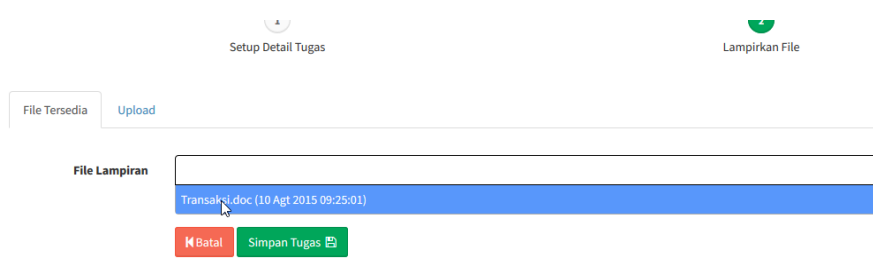 1
2
Setup Detail Tugas
Lampirkan File
File Tersedia
Upload
File Lampiran
Transaksi.doc (10 Agt 2015 09:25:01)
Batal
Simpan Tugas